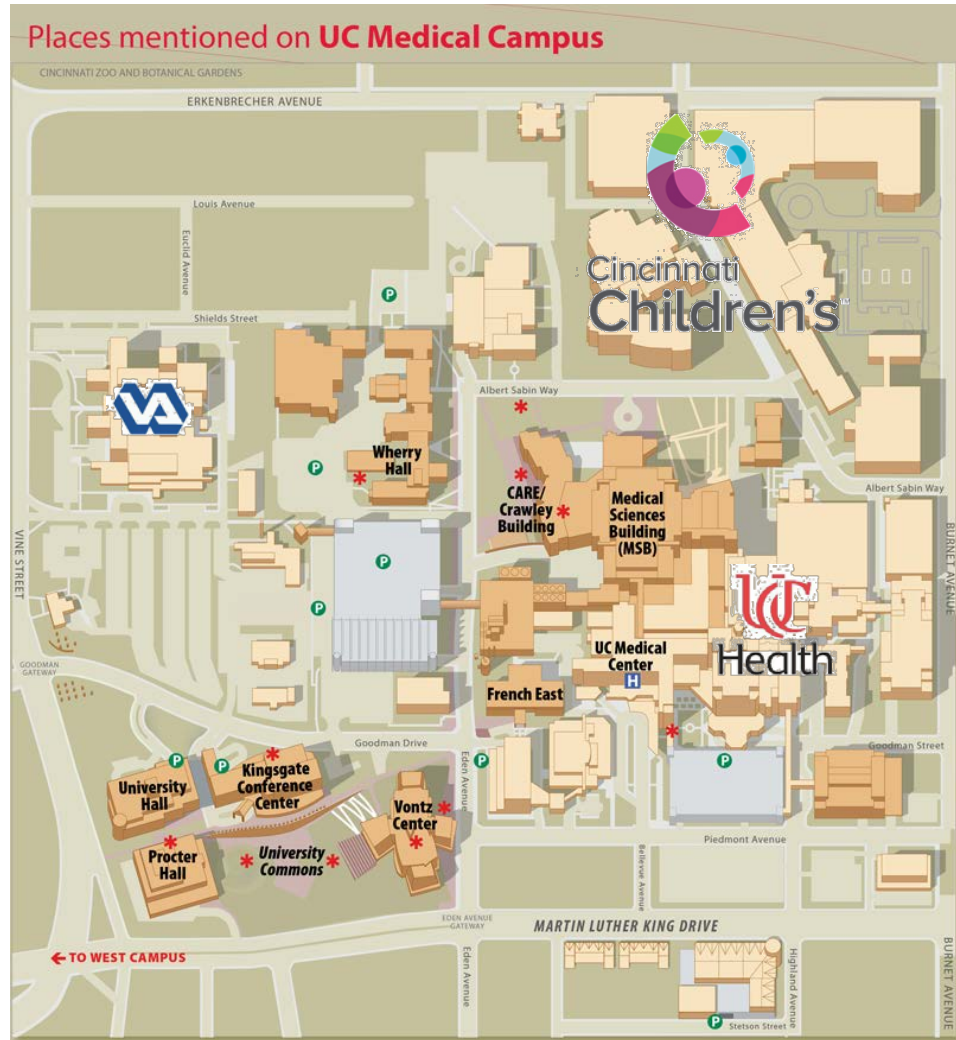 Places mentioned on UC Medical Campus
CINCINNATI ZOO AND BOTANICAL GARDENS
ERKENBRECHER AVENUE
Louis Avenue
Euclid Avenue
Cincinnati
Children's™
Shields Street
P
VA
Albert Sabin Way
*
Wherry
Hall
*
P
*
CARE/
Crawley
Building
*
Medical
Sciences
Building
(MSB)
Albert Sabin Way
VINE STREET
BURNET AVENUE
P
P
UC
Health
UC Medical
Center
H
GOODMAN
GATEWAY
French East
*
Goodman Drive
Eden Avenue
Goodman Street
P
P
P
P
*
Kingsgate
Conference
Center
University
Hall
Vontz
Center
*
*
*
Procter
Hall
* University *
Commons
Piedmont Avenue
Bellevue Avenue
EDEN AVENUE
GATEWAY
MARTIN LUTHER KING DRIVE
← TO WEST CAMPUS
Eden Avenue
Highland Avenue
BURNET AVENUE
P
Stetson Street